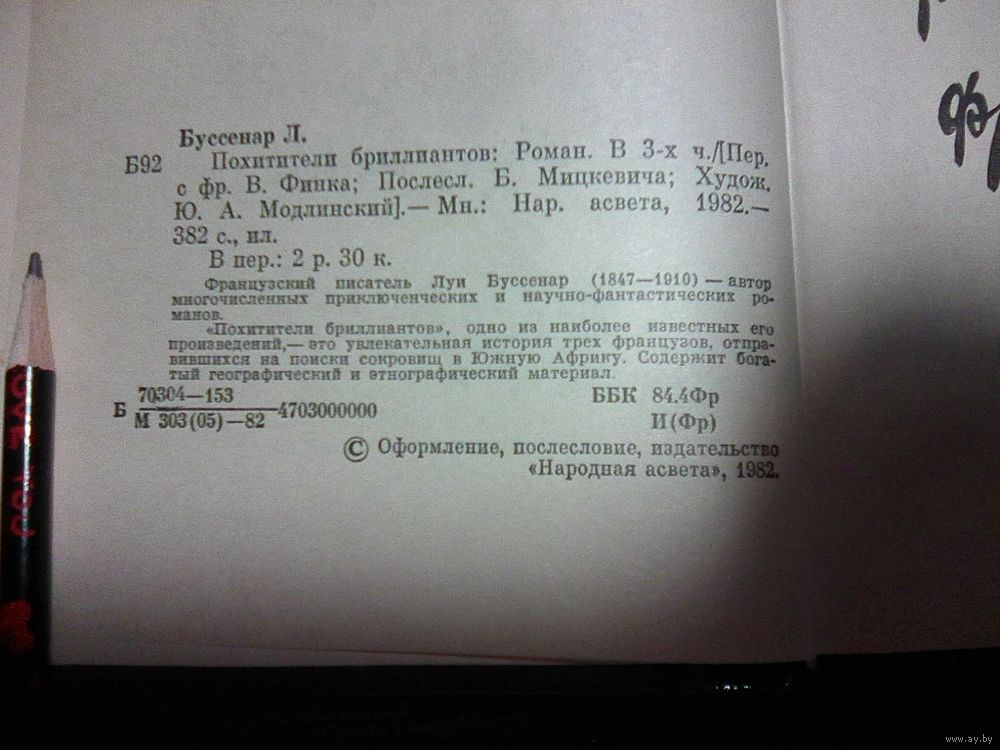 Буссенар Л.
Б92 Похитители бриллиантов: Роман. В 3-х ч./[Пер.
с фр. В. Финка; Послесл. Б. Мицкевича; Худож.
Ю. А. Модлинский].— Мн.: Нар. асвета, 1982.—
382 с., ил.
В пер.: 2 р. 30 к.
Французский писатель Луи Буссенар (1847—1910) — автор
многочисленных приключенческих и научно-фантастических ро-
манов.
«Похитители бриллиантов», одно из наиболее известных его
произведений,— это увлекательная история трех французов, отпра-
вившихся на поиски сокровищ в Южную Африку. Содержит бога-
тый географический и этнографический материал.
70304—153
Б —4703000000
М 303(05)—82
ББК 84.4Фр
И(Фр)
© Оформление, послесловие, издательство
«Народная асвета», 1982.
www.ay.by